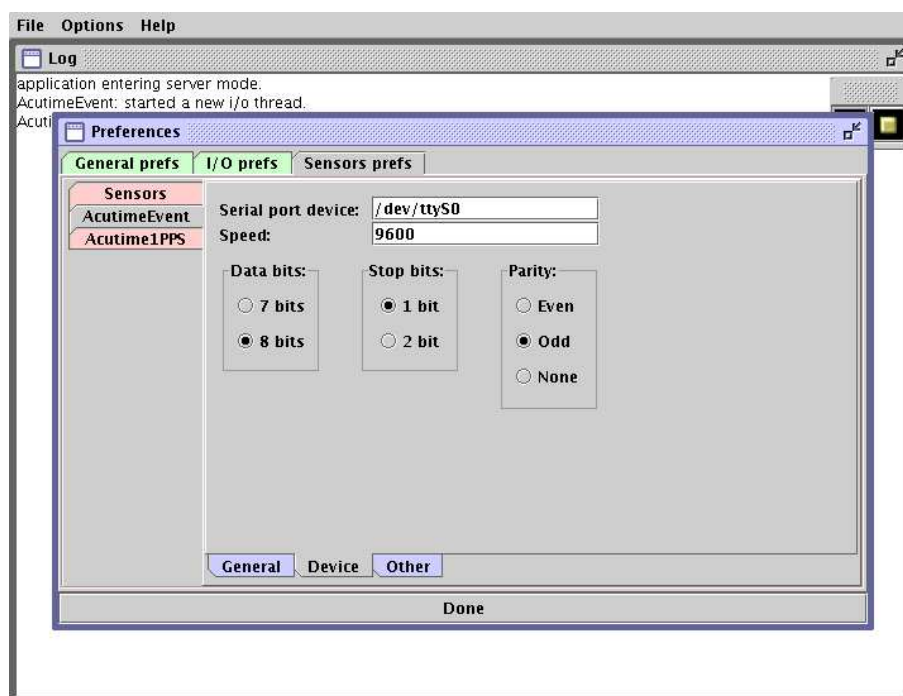 File Options Help
Log
application entering server mode.
AcutimeEvent: started a new i/o thread.
Acuti
Preferences
General prefs I/O prefs Sensors prefs
Sensors
AcutimeEvent
Acutime1PPS
Serial port device: /dev/ttyS0
Speed: 9600
Data bits: Stop bits: Parity:
7 bits 1 bit Even
8 bits 2 bit Odd
None
General Device Other
Done